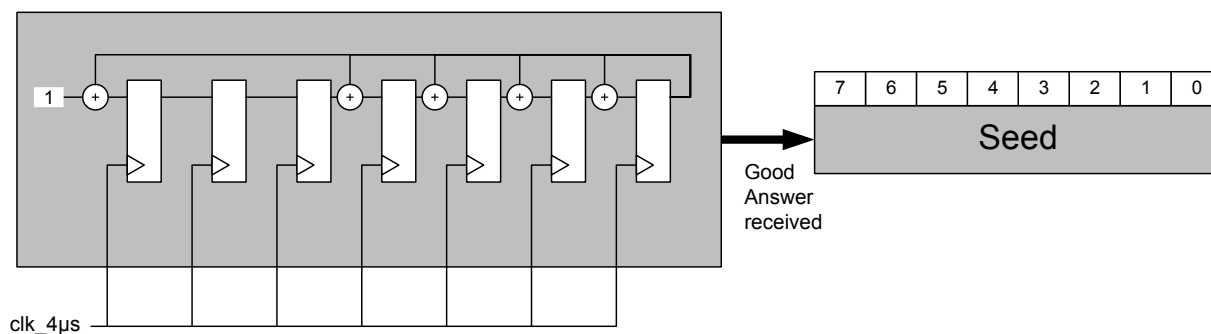 1 + + + + +
7 6 5 4 3 2 1 0
Seed
Good
Answer
received
clk_4µs